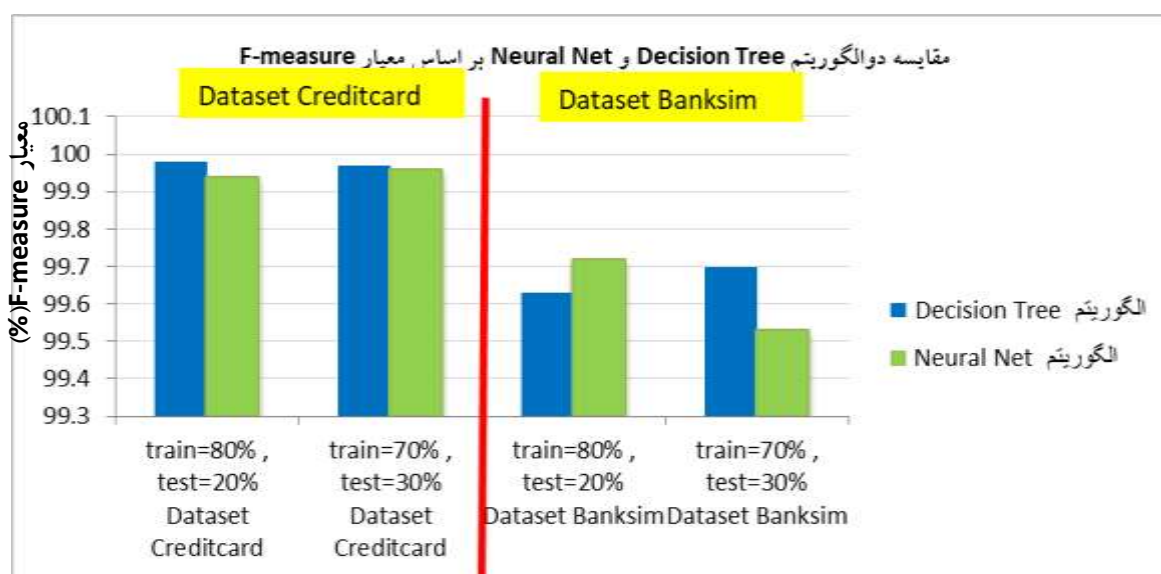 مقایسه دوالگوریتم Decision Tree و Neural Net بر اساس معیار F-measure
Dataset Creditcard
Dataset Banksim
معیار F-measure(%)
100.1
100
99.9
99.8
99.7
99.6
99.5
99.4
99.3
train=80% ,
test=20%
Dataset
Creditcard
train=70% ,
test=30%
Dataset
Creditcard
train=80% ,
test=20%
Dataset Banksim
train=70% ,
test=30%
Dataset Banksim
Decision Tree الگوریتم
Neural Net الگوریتم